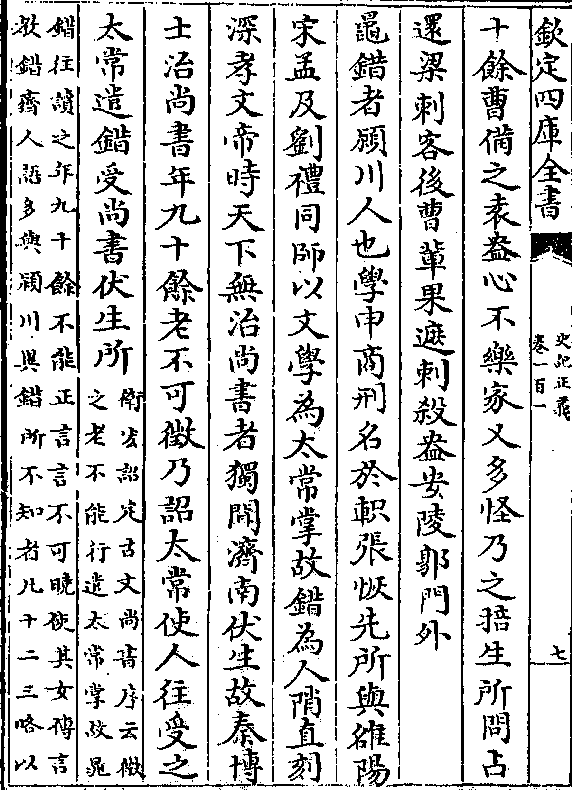 欽定四庫全書
史記正義
卷一百一
七
十餘曹備之袁盎心不樂家又多怪乃之棓生所問占
還梁刺客後曹輩果遮刺殺盎安陵郭門外
鼂錯者潁川人也學申商刑名於軹張恢先所與雒陽
宋孟及劉禮同師以文學為太常掌故錯為人陗直刻
深孝文帝時天下無治尚書者獨聞濟南伏生故秦博
士治尚書年九十餘老不可徵乃詔太常使人往受之
太常遣錯受尚書伏生所
衛宏詔定古文尚書序云徵
之老不能行遣太常掌故鼂
錯往讀之年九十餘不能正言言不可曉使其女傳言
教錯齊人語多與潁川異錯所不知者凡十二三略以